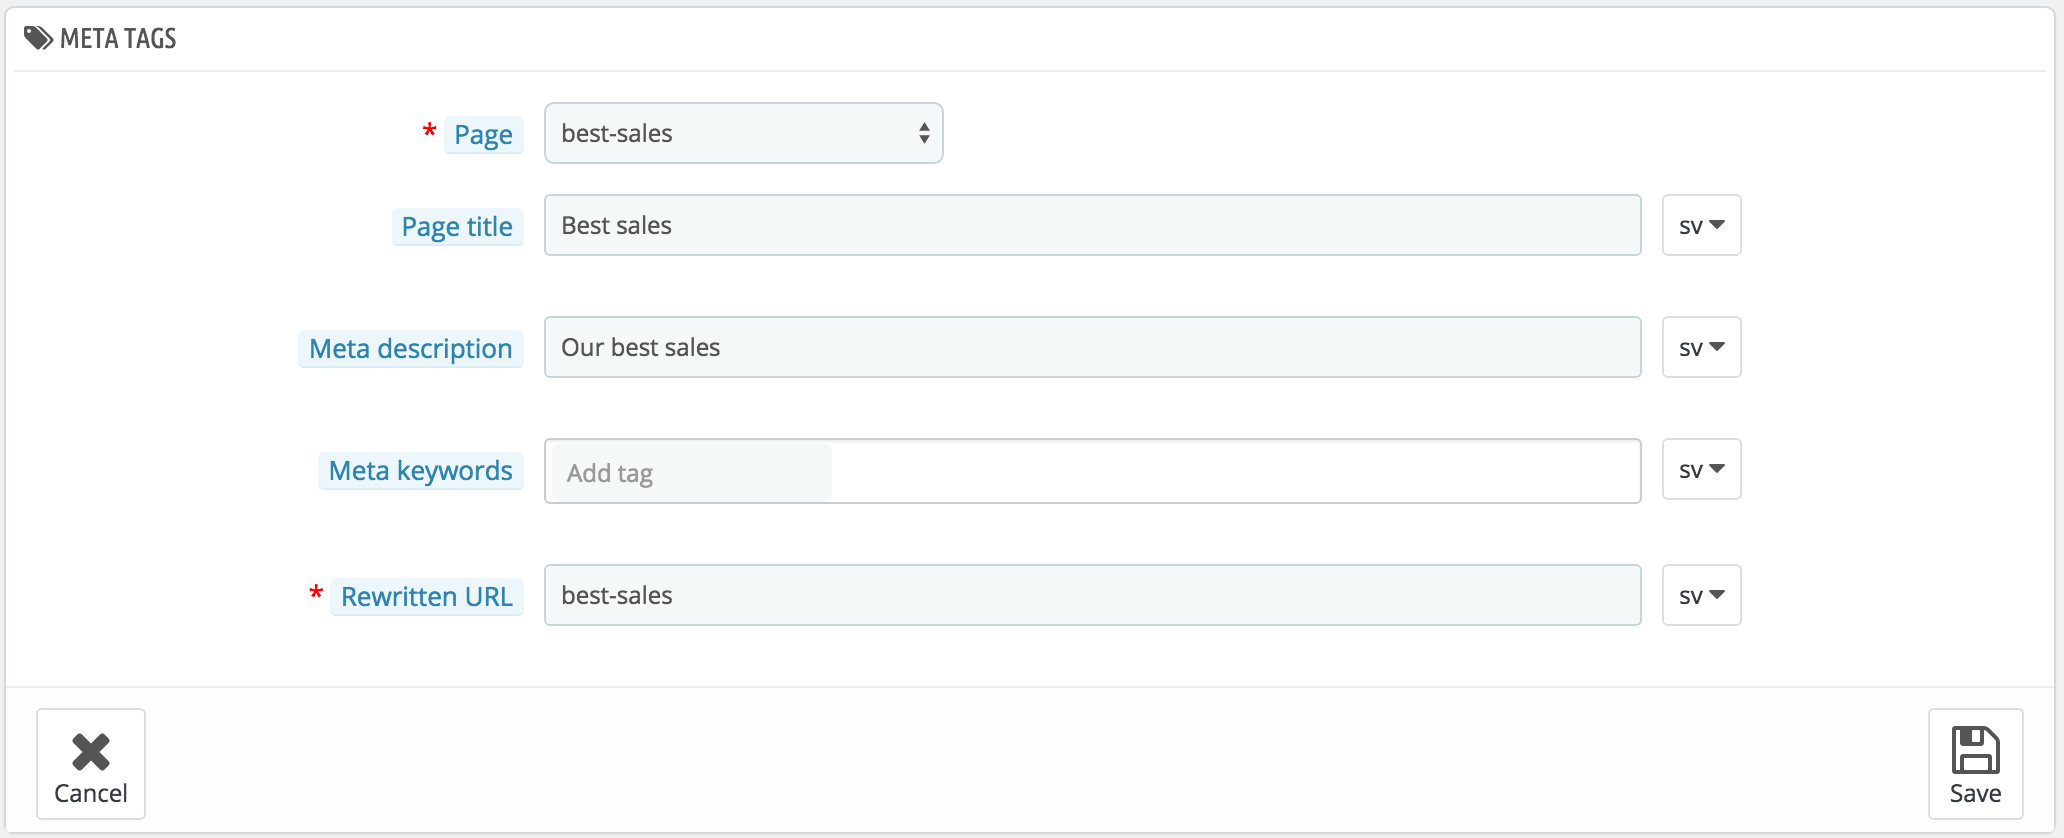 META TAGS
* Page best-sales
Page title Best sales sv
Meta description Our best sales sv
Meta keywords Add tag sv
* Rewritten URL best-sales sv
Cancel Save